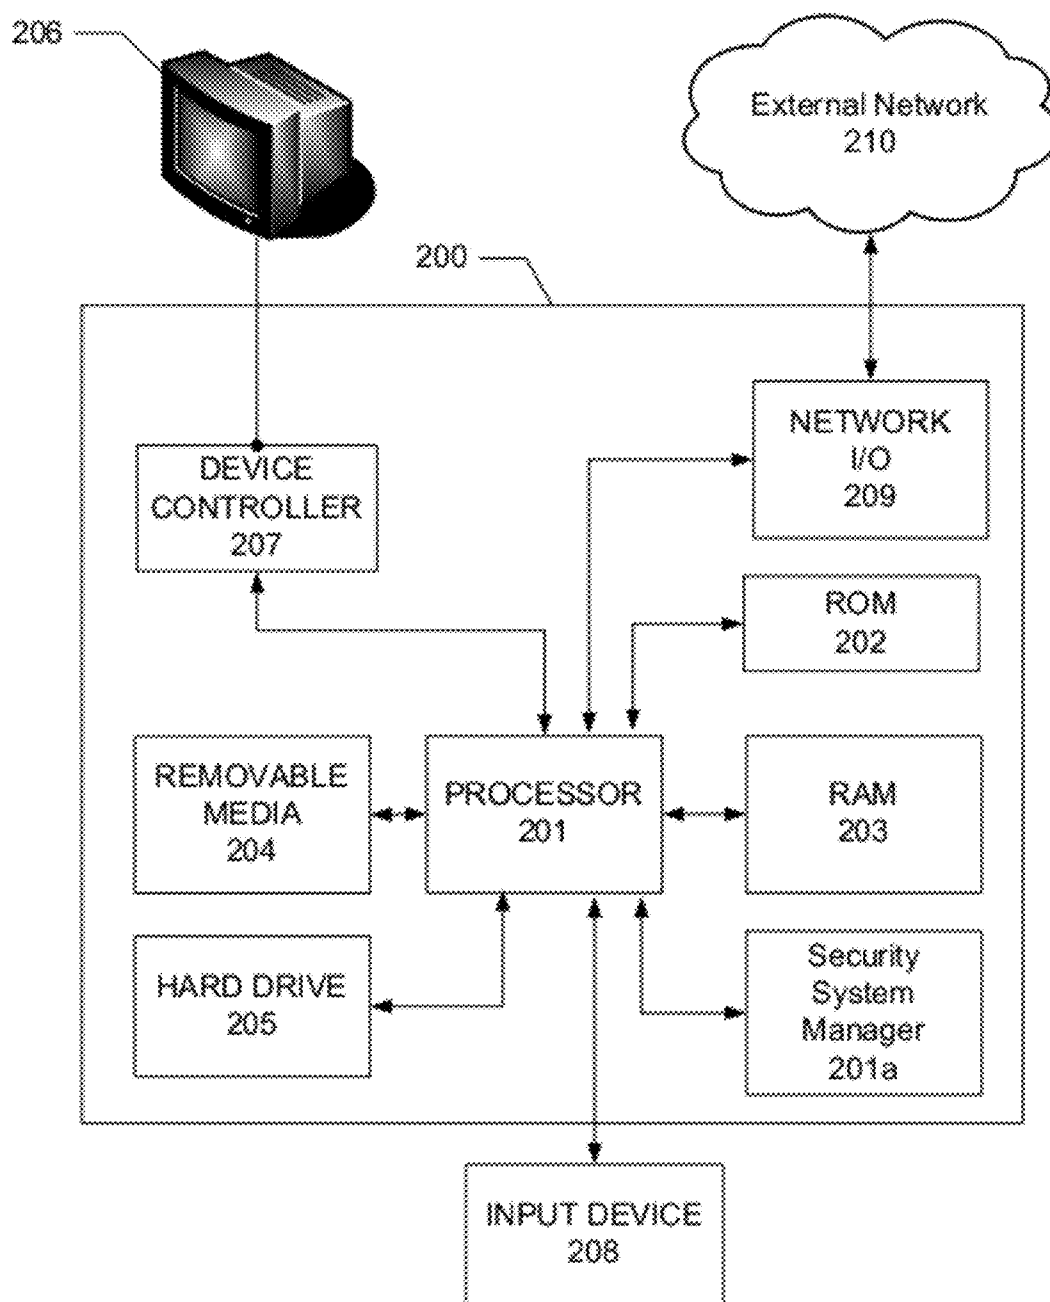 206
External Network
210
200
NETWORK
I/O
209
DEVICE
CONTROLLER
207
ROM
202
REMOVABLE
MEDIA
204
PROCESSOR
201
RAM
203
HARD DRIVE
205
Security
System
Manager
201a
INPUT DEVICE
208